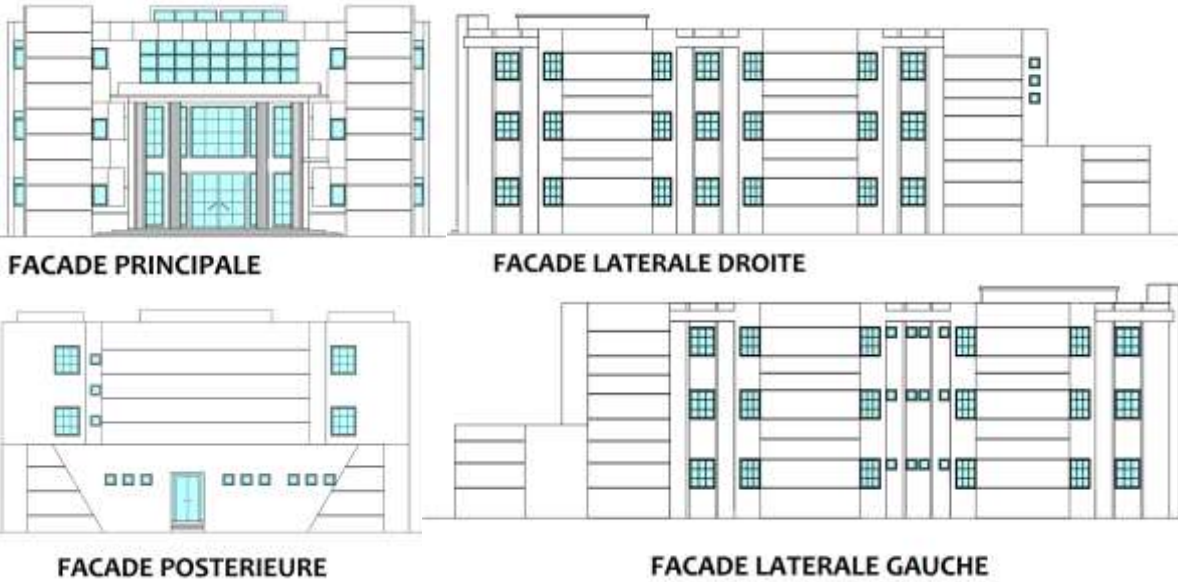 FACADE PRINCIPALE
FACADE LATERALE DROITE
FACADE POSTERIEURE
FACADE LATERALE GAUCHE